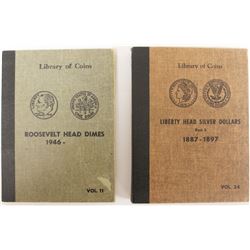 Library of Coins
ROOSEVELT HEAD DIMES
1946 -
VOL. 11
Library of Coins
LIBERTY HEAD SILVER DOLLARS
Part 2
1887-1897
VOL. 24